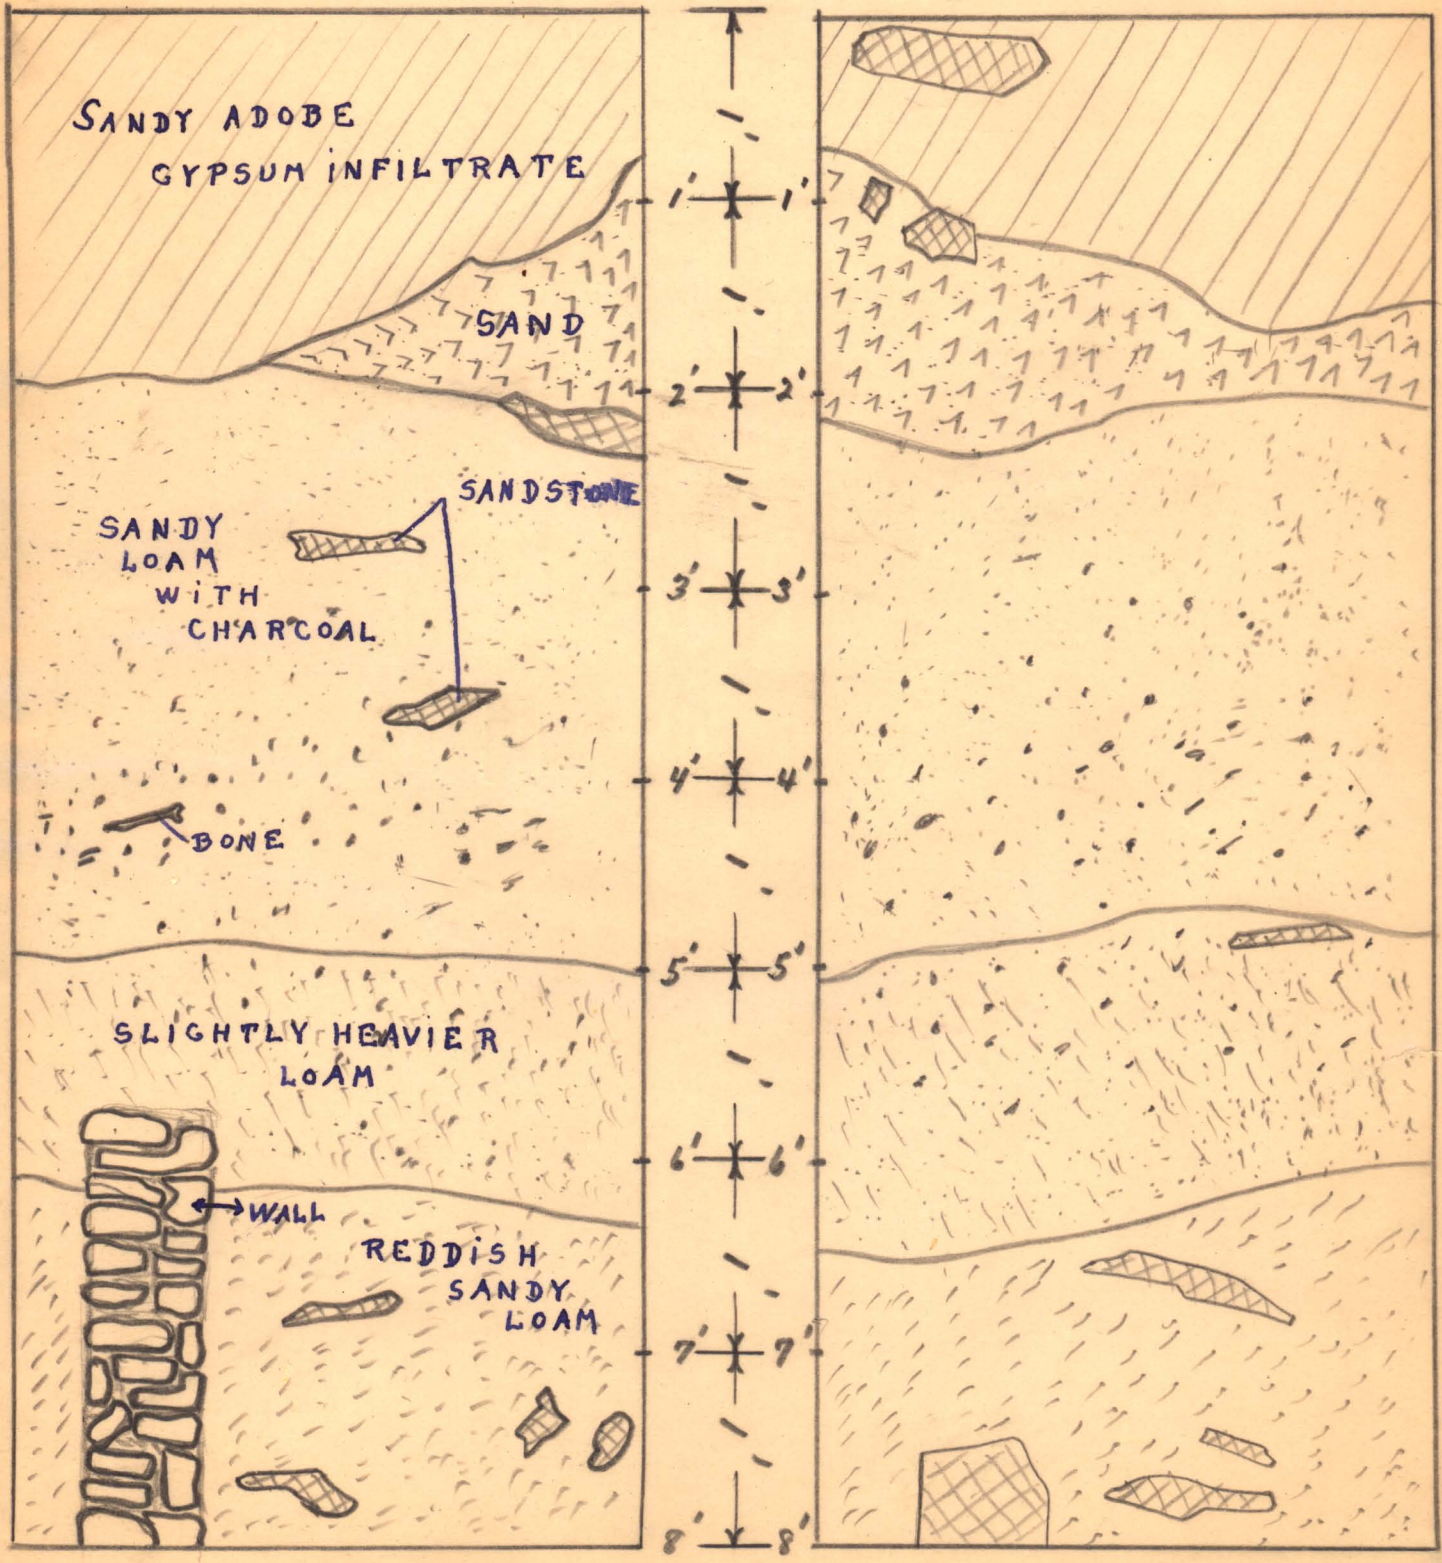 SANDY ADOBE
GYPSUM INFILTRATE
1' 1'
SAND
2' 2'
SANDSTONE
SANDY
LOAM
WITH
CHARCOAL
3' 3'
4' 4'
BONE
5' 5'
SLIGHTLY HEAVIER
LOAM
6' 6'
WALL
REDDISH
SANDY
LOAM
7' 7'
8' 8'